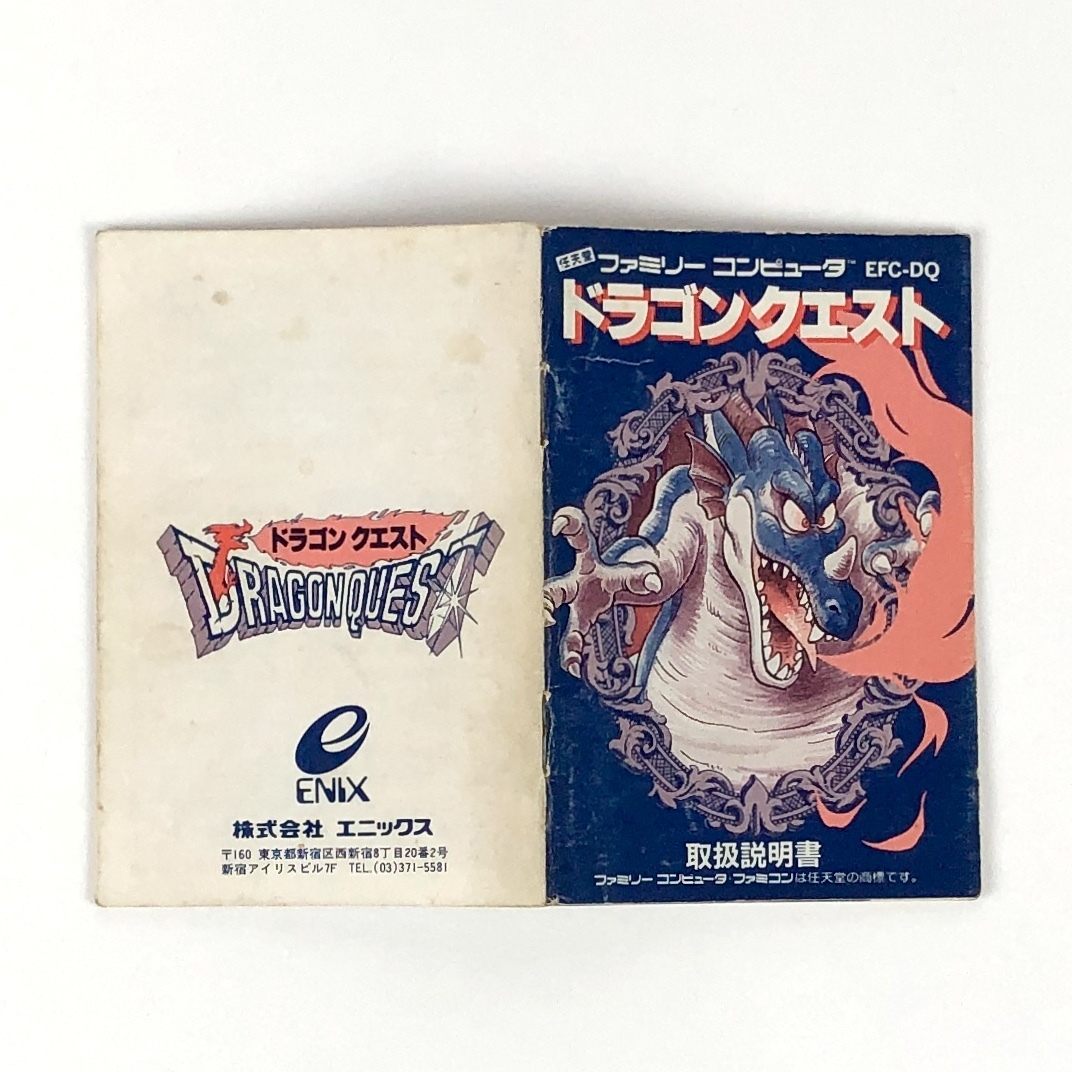 ドラゴン クエスト
DRAGON QUEST
ENIX
株式会社 エニックス
〒160 東京都新宿区西新宿8丁目20番2号
新宿アイリスビル7F TEL.(03)371-5581
任天堂 ファミリー コンピュータ™ EFC-DQ
ドラゴンクエスト
取扱説明書
ファミリー コンピュータ・ファミコンは任天堂の商標です。